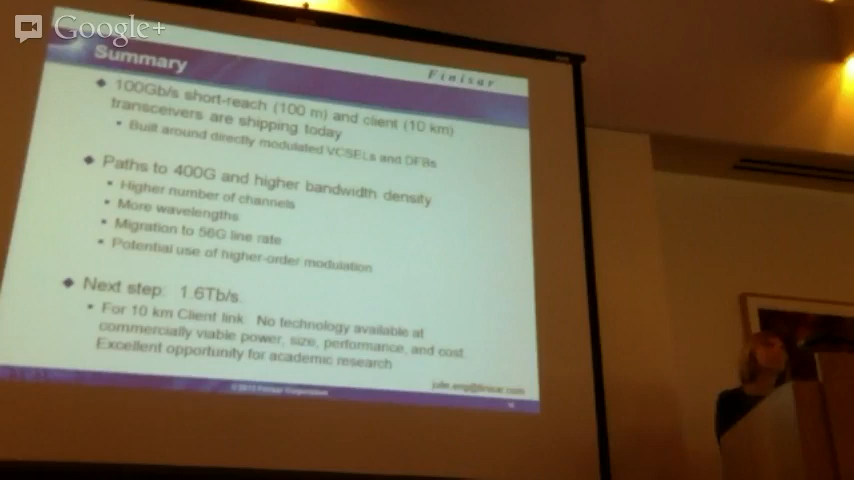 Google+
Summary
Finisar
100Gb/s short-reach (100 m) and client (10 km)
transceivers are shipping today
Built around directly modulated VCSELs and DFBs
Paths to 400G and higher bandwidth density
Higher number of channels
More wavelengths
Migration to 56G line rate
Potential use of higher-order modulation
Next step: 1.6Tb/s
For 10 km Client link: No technology available at
commercially viable power, size, performance, and cost.
Excellent opportunity for academic research
Finisar Corporation
julie.eng@finisar.com